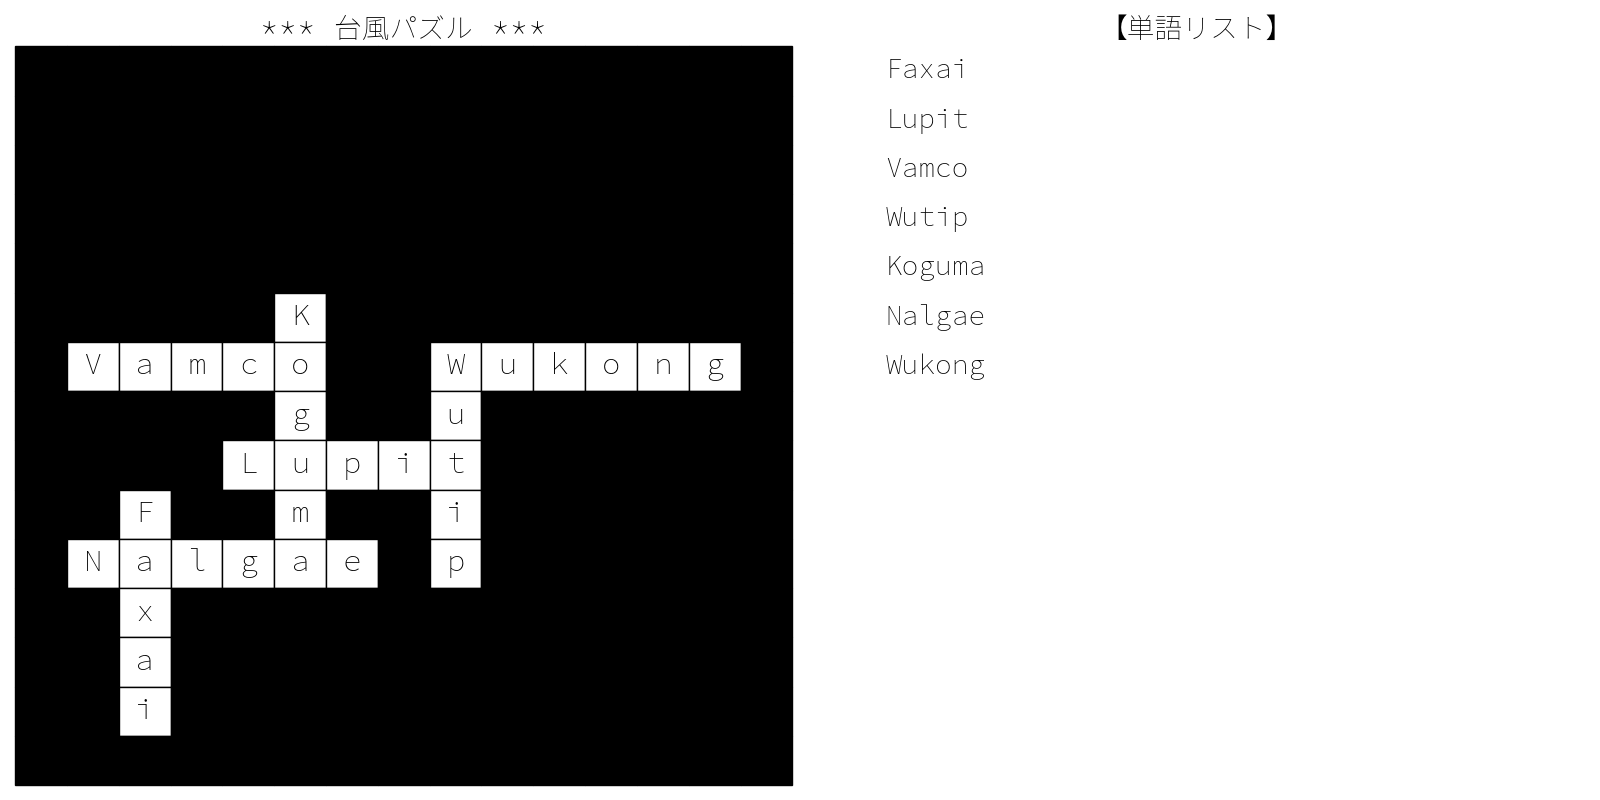 *** 台風パズル ***
K
V a m c o W u k o n g
g u
L u p i t
F m i
N a l g a e p
x
a
i
【単語リスト】
Faxai
Lupit
Vamco
Wutip
Koguma
Nalgae
Wukong